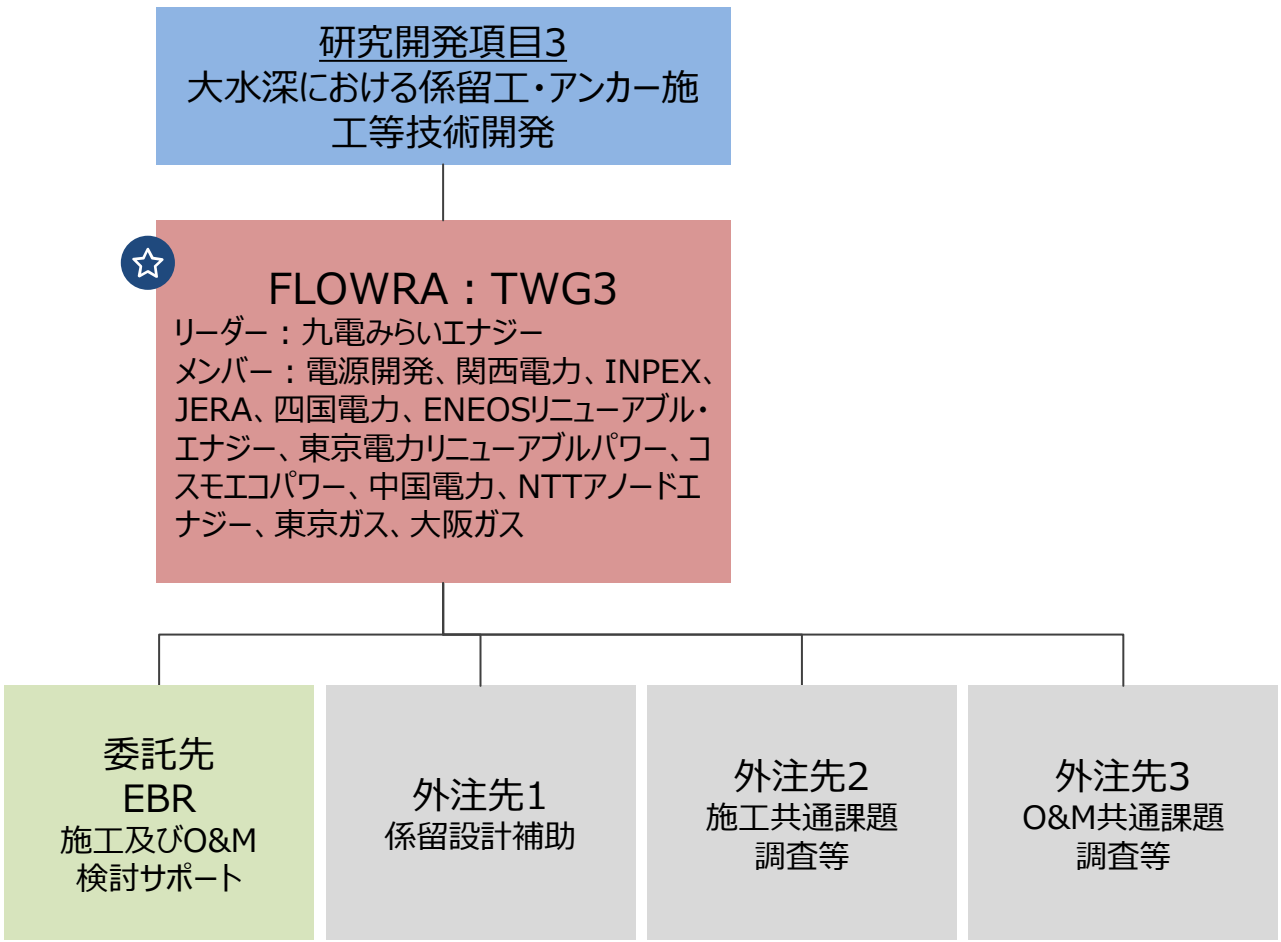 研究開発項目3
大水深における係留工・アンカー施
工等技術開発
FLOWRA：TWG3
リーダー：九電みらいエナジー
メンバー：電源開発、関西電力、INPEX、
JERA、四国電力、ENEOSリニューアブル・
エナジー、東京電力リニューアブルパワー、コ
スモエコパワー、中国電力、NTTアノードエ
ナジー、東京ガス、大阪ガス
委託先
EBR
施工及びO&M
検討サポート
外注先1
係留設計補助
外注先2
施工共通課題
調査等
外注先3
O&M共通課題
調査等